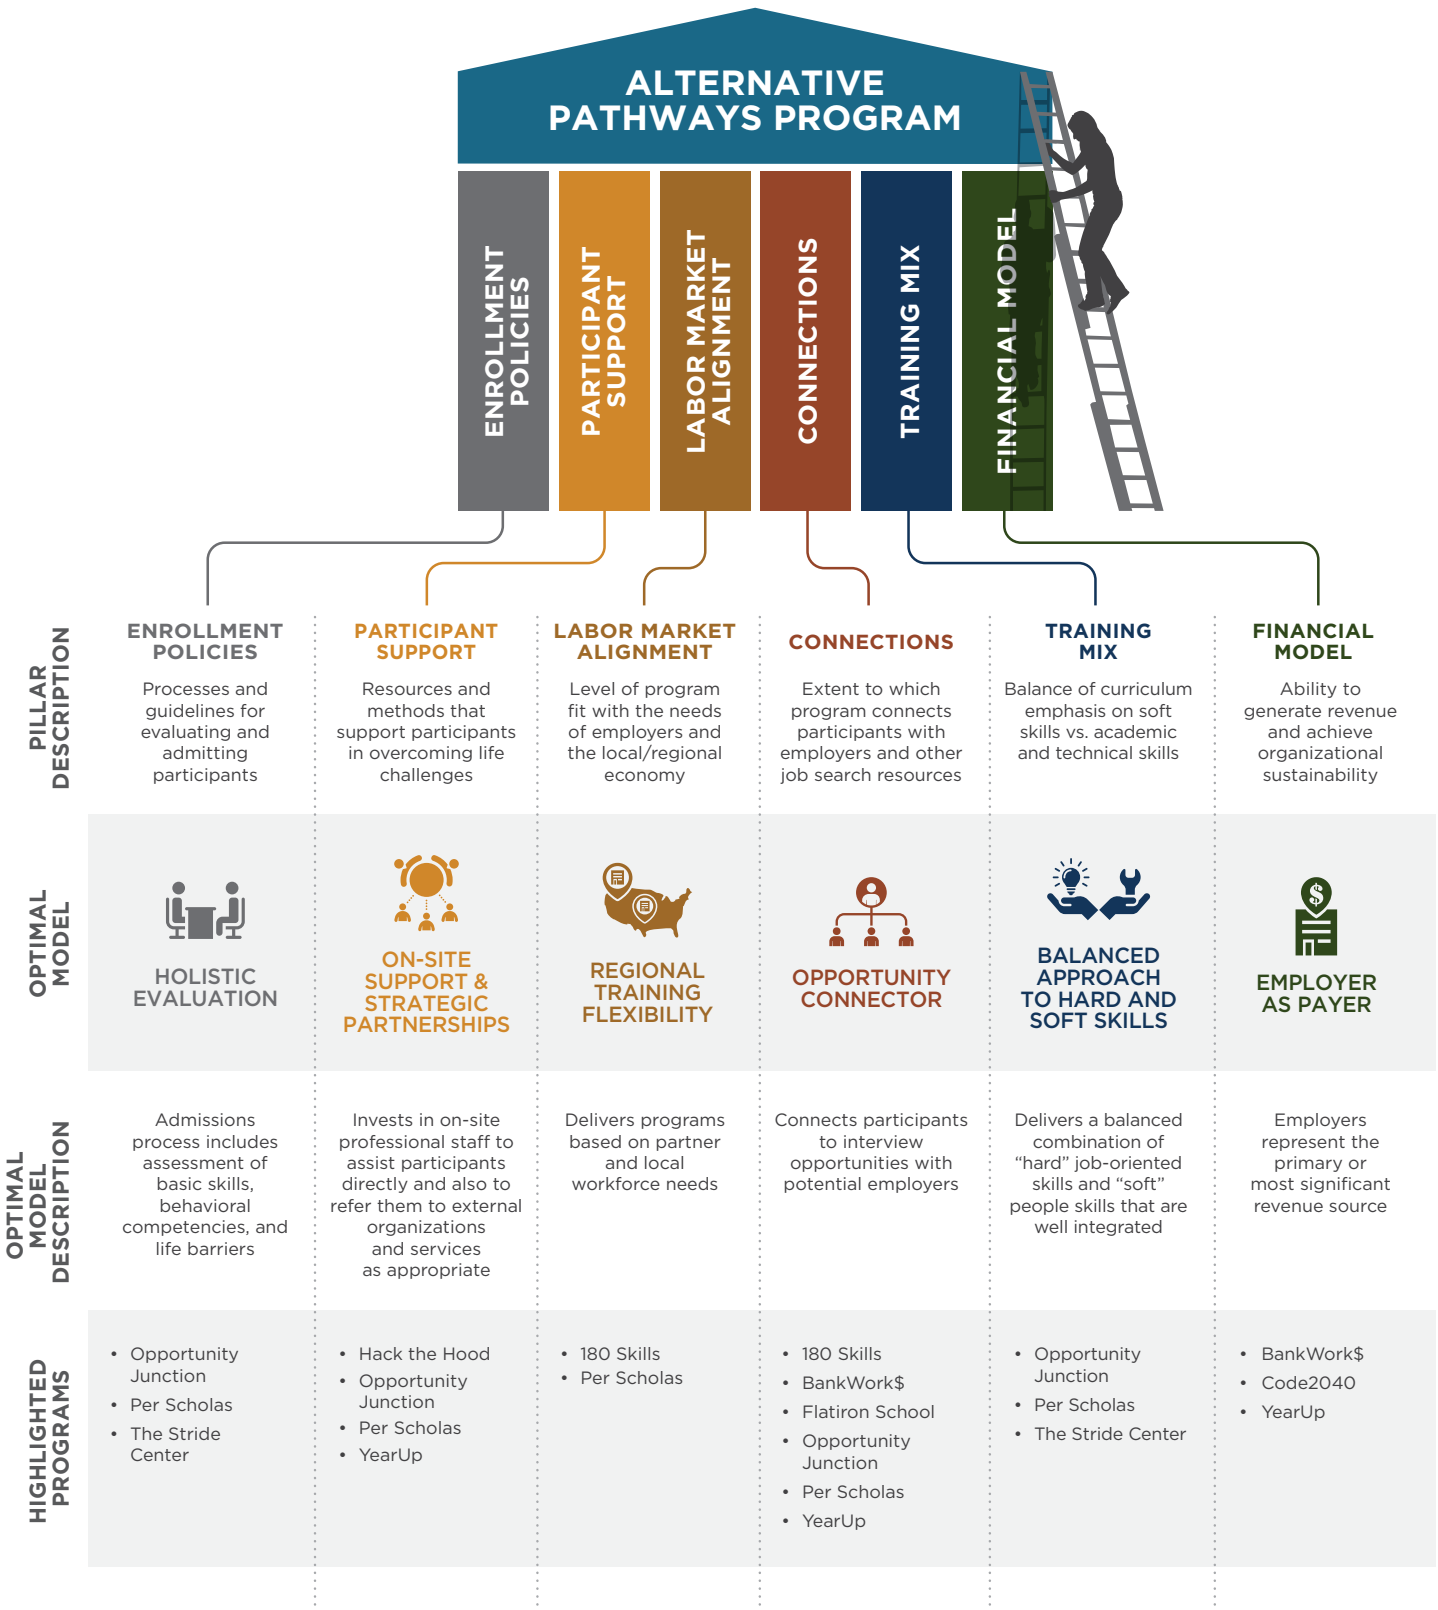 ALTERNATIVE
PATHWAYS PROGRAM
ENROLLMENT
POLICIES
PARTICIPANT
SUPPORT
LABOR MARKET
ALIGNMENT
CONNECTIONS
TRAINING MIX
FINANCIAL MODEL
PILLAR
DESCRIPTION
ENROLLMENT
POLICIES
Processes and
guidelines for
evaluating and
admitting
participants
PARTICIPANT
SUPPORT
Resources and
methods that
support participants
in overcoming life
challenges
LABOR MARKET
ALIGNMENT
Level of program
fit with the needs
of employers and
the local/regional
economy
CONNECTIONS
Extent to which
program connects
participants with
employers and other
job search resources
TRAINING
MIX
Balance of curriculum
emphasis on soft
skills vs. academic
and technical skills
FINANCIAL
MODEL
Ability to
generate revenue
and achieve
organizational
sustainability
OPTIMAL
MODEL
HOLISTIC
EVALUATION
ON-SITE
SUPPORT &
STRATEGIC
PARTNERSHIPS
REGIONAL
TRAINING
FLEXIBILITY
OPPORTUNITY
CONNECTOR
BALANCED
APPROACH
TO HARD AND
SOFT SKILLS
$
EMPLOYER
AS PAYER
OPTIMAL
MODEL
DESCRIPTION
Admissions
process includes
assessment of
basic skills,
behavioral
competencies, and
life barriers
Invests in on-site
professional staff to
assist participants
directly and also to
refer them to external
organizations
and services
as appropriate
Delivers programs
based on partner
and local
workforce needs
Connects participants
to interview
opportunities with
potential employers
Delivers a balanced
combination of
“hard” job-oriented
skills and “soft”
people skills that are
well integrated
Employers
represent the
primary or
most significant
revenue source
HIGHLIGHTED
PROGRAMS
• Opportunity
Junction
• Per Scholas
• The Stride
Center
• Hack the Hood
• Opportunity
Junction
• Per Scholas
• YearUp
• 180 Skills
• Per Scholas
• 180 Skills
• BankWork$
• Flatiron School
• Opportunity
Junction
• Per Scholas
• YearUp
• Opportunity
Junction
• Per Scholas
• The Stride Center
• BankWork$
• Code2040
• YearUp